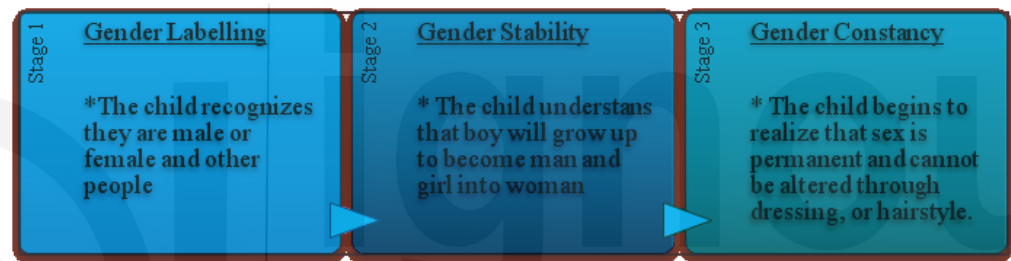 Stage 1
Gender Labelling
*The child recognizes
they are male or
female and other
people
Stage 2
Gender Stability
* The child understans
that boy will grow up
to become man and
girl into woman
Stage 3
Gender Constancy
* The child begins to
realize that sex is
permanent and cannot
be altered through
dressing, or hairstyle.
ignou